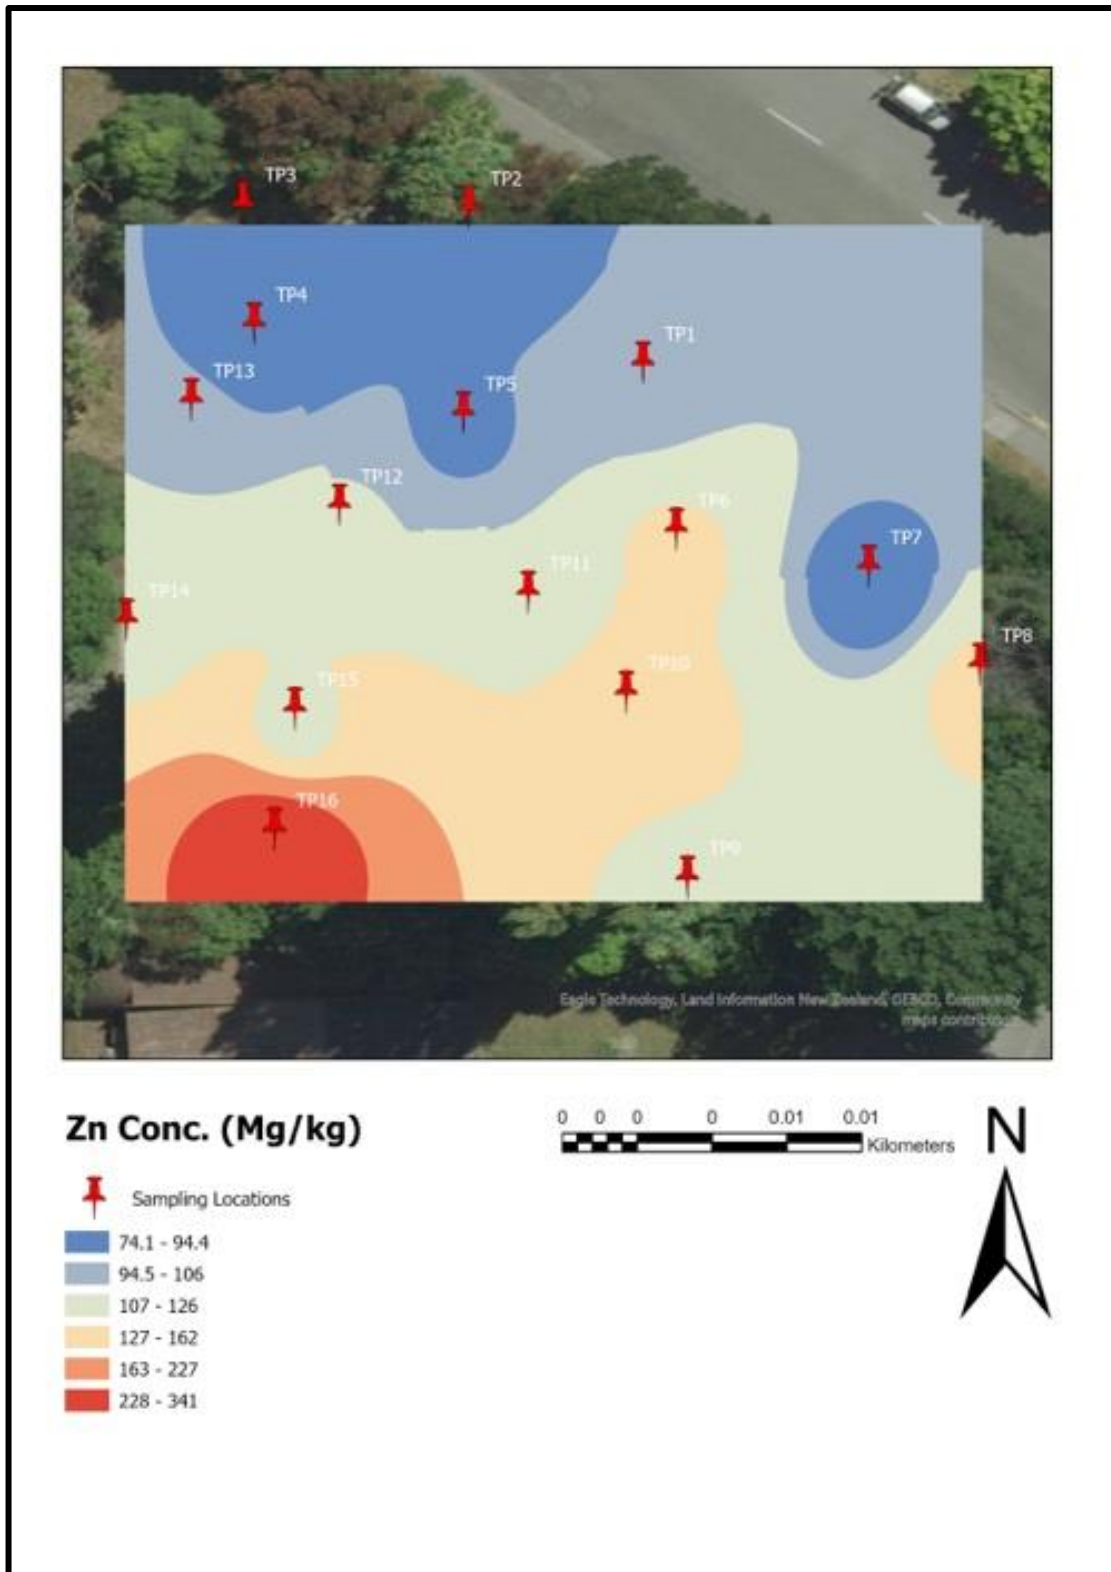 TP3
TP2
TP4
TP1
TP13
TP5
TP12
TP6
TP7
TP11
TP14
TP8
TP10
TP15
TP16
TP9
Eagle Technology, Land Information New Zealand, GEBCO, Community
maps contributors
Zn Conc. (Mg/kg)
0 0 0 0 0.01 0.01
Kilometers
N
Sampling Locations
74.1 - 94.4
94.5 - 106
107 - 126
127 - 162
163 - 227
228 - 341